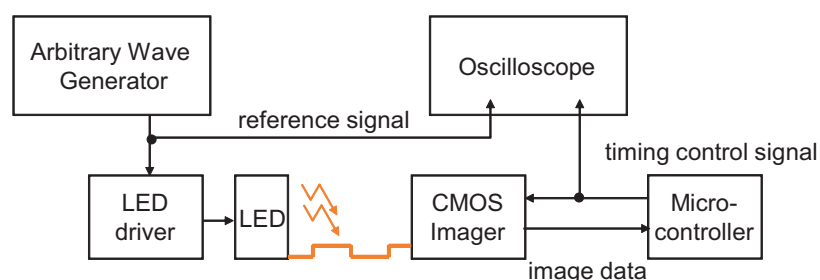 Arbitrary Wave
Generator
Oscilloscope
reference signal
timing control signal
LED
driver
LED
CMOS
Imager
Micro-
controller
image data